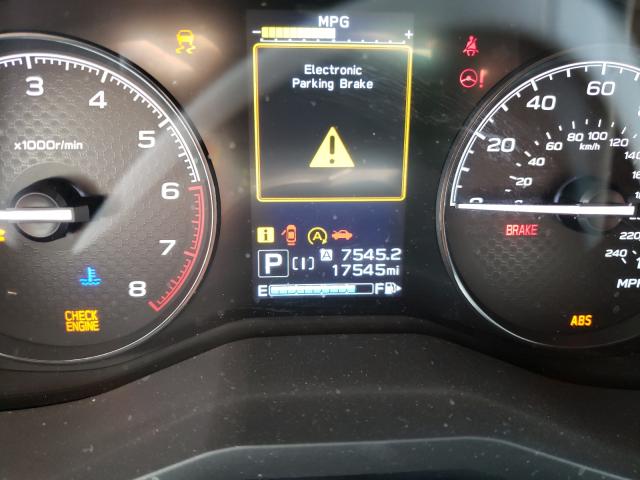 MPG
- +
Electronic
Parking Brake
3
4
5
6
7
8
x1000r/min
CHECK
ENGINE
i
A
P [I] A 7545.2
17545mi
E F
20
40
60
20
40
60
80
100
120
km/h
BRAKE
220
240
MPH
ABS